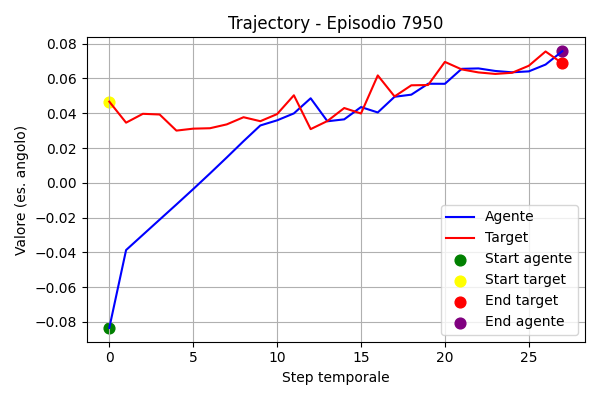 Trajectory - Episodio 7950
Valore (es. angolo)
0.08
0.06
0.04
0.02
0.00
−0.02
−0.04
−0.06
−0.08
0
5
10
15
20
25
Step temporale
Agente
Target
Start agente
Start target
End target
End agente